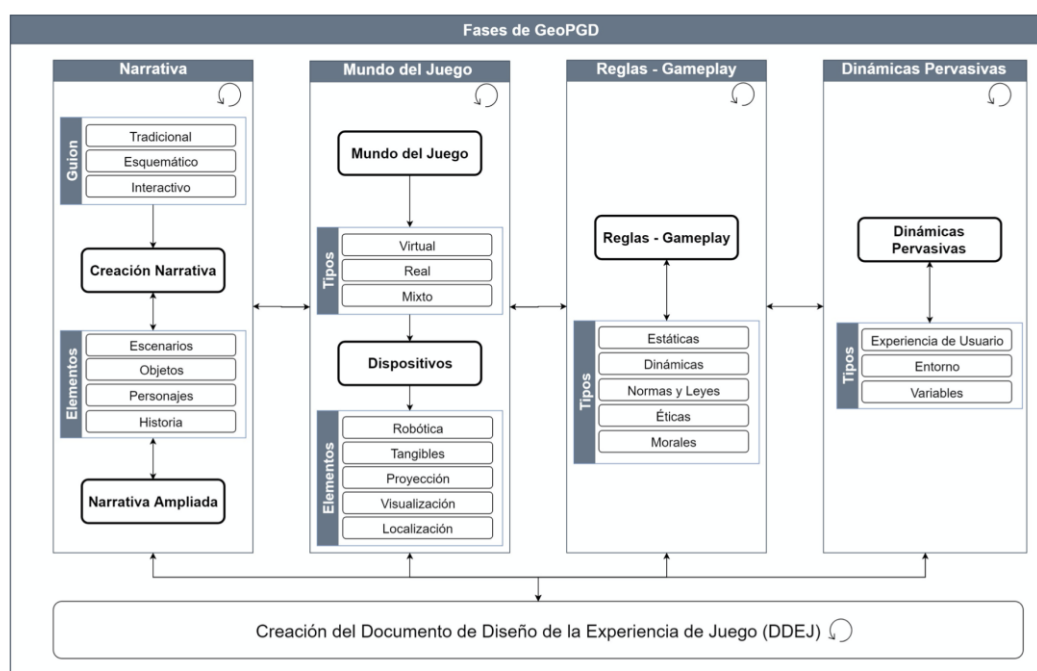 Fases de GeoPGD
Narrativa
Guion
Tradicional
Esquemático
Interactivo
Creación Narrativa
Elementos
Escenarios
Objetos
Personajes
Historia
Narrativa Ampliada
Mundo del Juego
Mundo del Juego
Tipos
Virtual
Real
Mixto
Dispositivos
Elementos
Robótica
Tangibles
Proyección
Visualización
Localización
Reglas - Gameplay
Reglas - Gameplay
Tipos
Estáticas
Dinámicas
Normas y Leyes
Éticas
Morales
Dinámicas Pervasivas
Dinámicas
Pervasivas
Tipos
Experiencia de Usuario
Entorno
Variables
Creación del Documento de Diseño de la Experiencia de Juego (DDEJ)